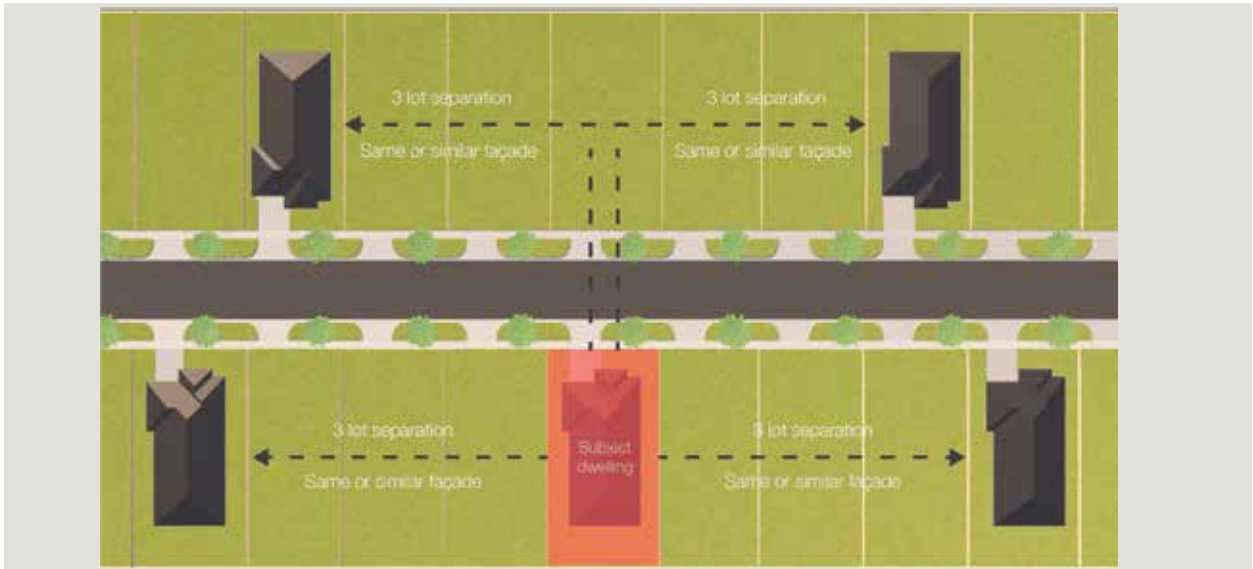 3 lot separation
3 lot separation
Same or similar façade
Same or similar façade
3 lot separation
3 lot separation
Subject
dwelling
Same or similar façade
Same or similar façade